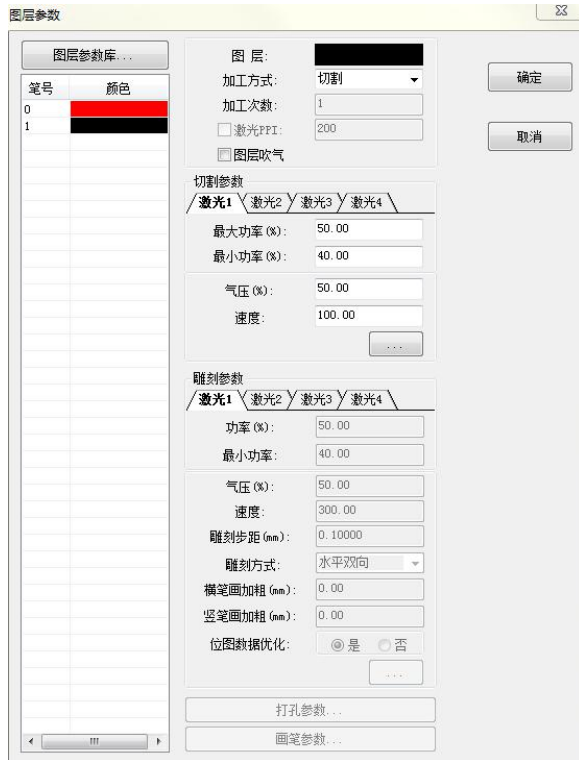 图层参数
图层参数库...
笔号 颜色
0
1
图 层:
加工方式: 切割
加工次数: 1
激光PPI: 200
图层吹气
确定
取消
切割参数
激光1 激光2 激光3 激光4
最大功率(%): 50.00
最小功率(%): 40.00
气压(%): 50.00
速度: 100.00
...
雕刻参数
激光1 激光2 激光3 激光4
功率(%): 50.00
最小功率: 40.00
气压(%): 50.00
速度: 300.00
雕刻步距(mm): 0.10000
雕刻方式: 水平双向
横笔画加粗(mm): 0.00
竖笔画加粗(mm): 0.00
位图数据优化: 是 否
...
打孔参数...
画笔参数...